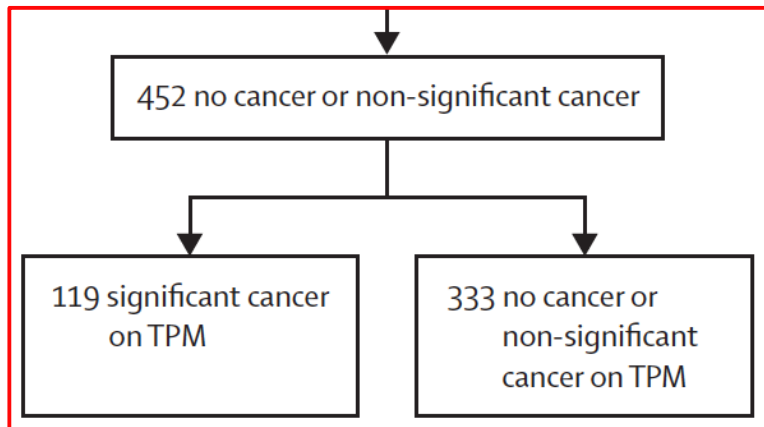 452 no cancer or non-significant cancer
119 significant cancer
on TPM
333 no cancer or
non-significant
cancer on TPM